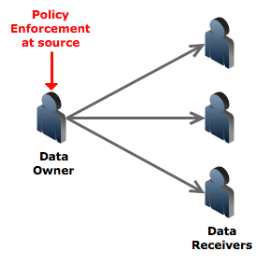 Policy
Enforcement
at source
Data
Owner
Data
Receivers